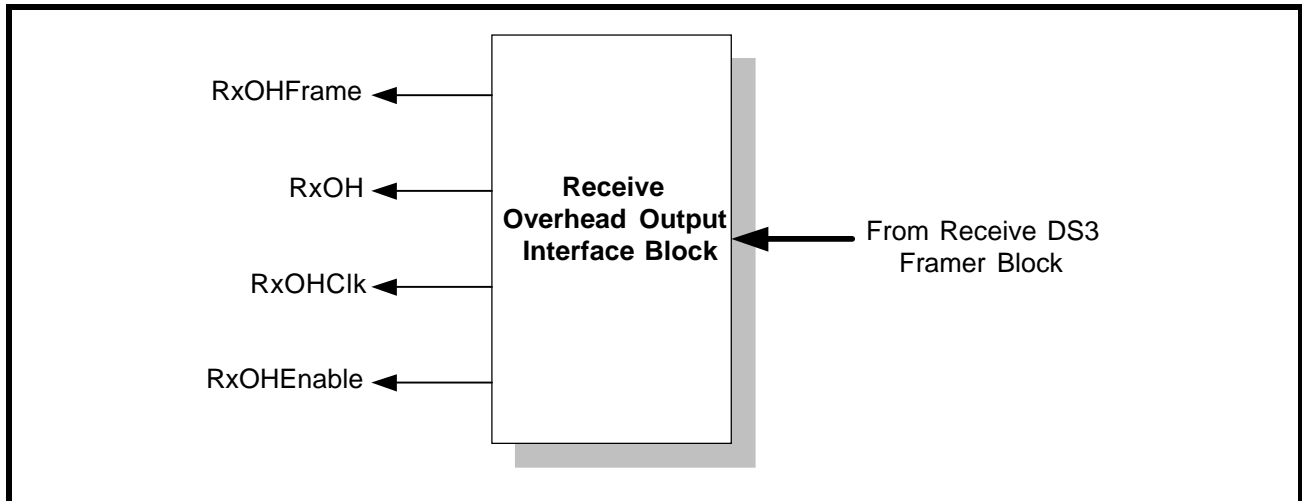 RxOHFrame
RxOH
RxOHClk
RxOHEnable
Receive
Overhead Output
Interface Block
From Receive DS3
Framer Block